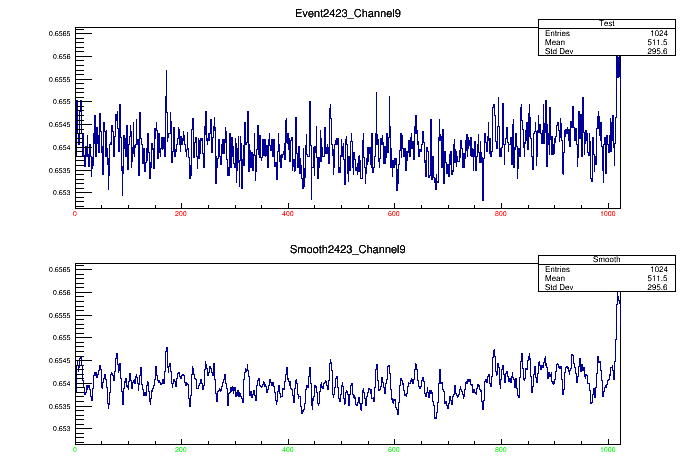 Event2423_Channel9
Test
Entries 1024
Mean 511.5
Std Dev 295.6
0.6565
0.656
0.6555
0.655
0.6545
0.654
0.6535
0.653
0 200 400 600 800 1000
Smooth2423_Channel9
Smooth
Entries 1024
Mean 511.5
Std Dev 295.6
0.6565
0.656
0.6555
0.655
0.6545
0.654
0.6535
0.653
0 200 400 600 800 1000